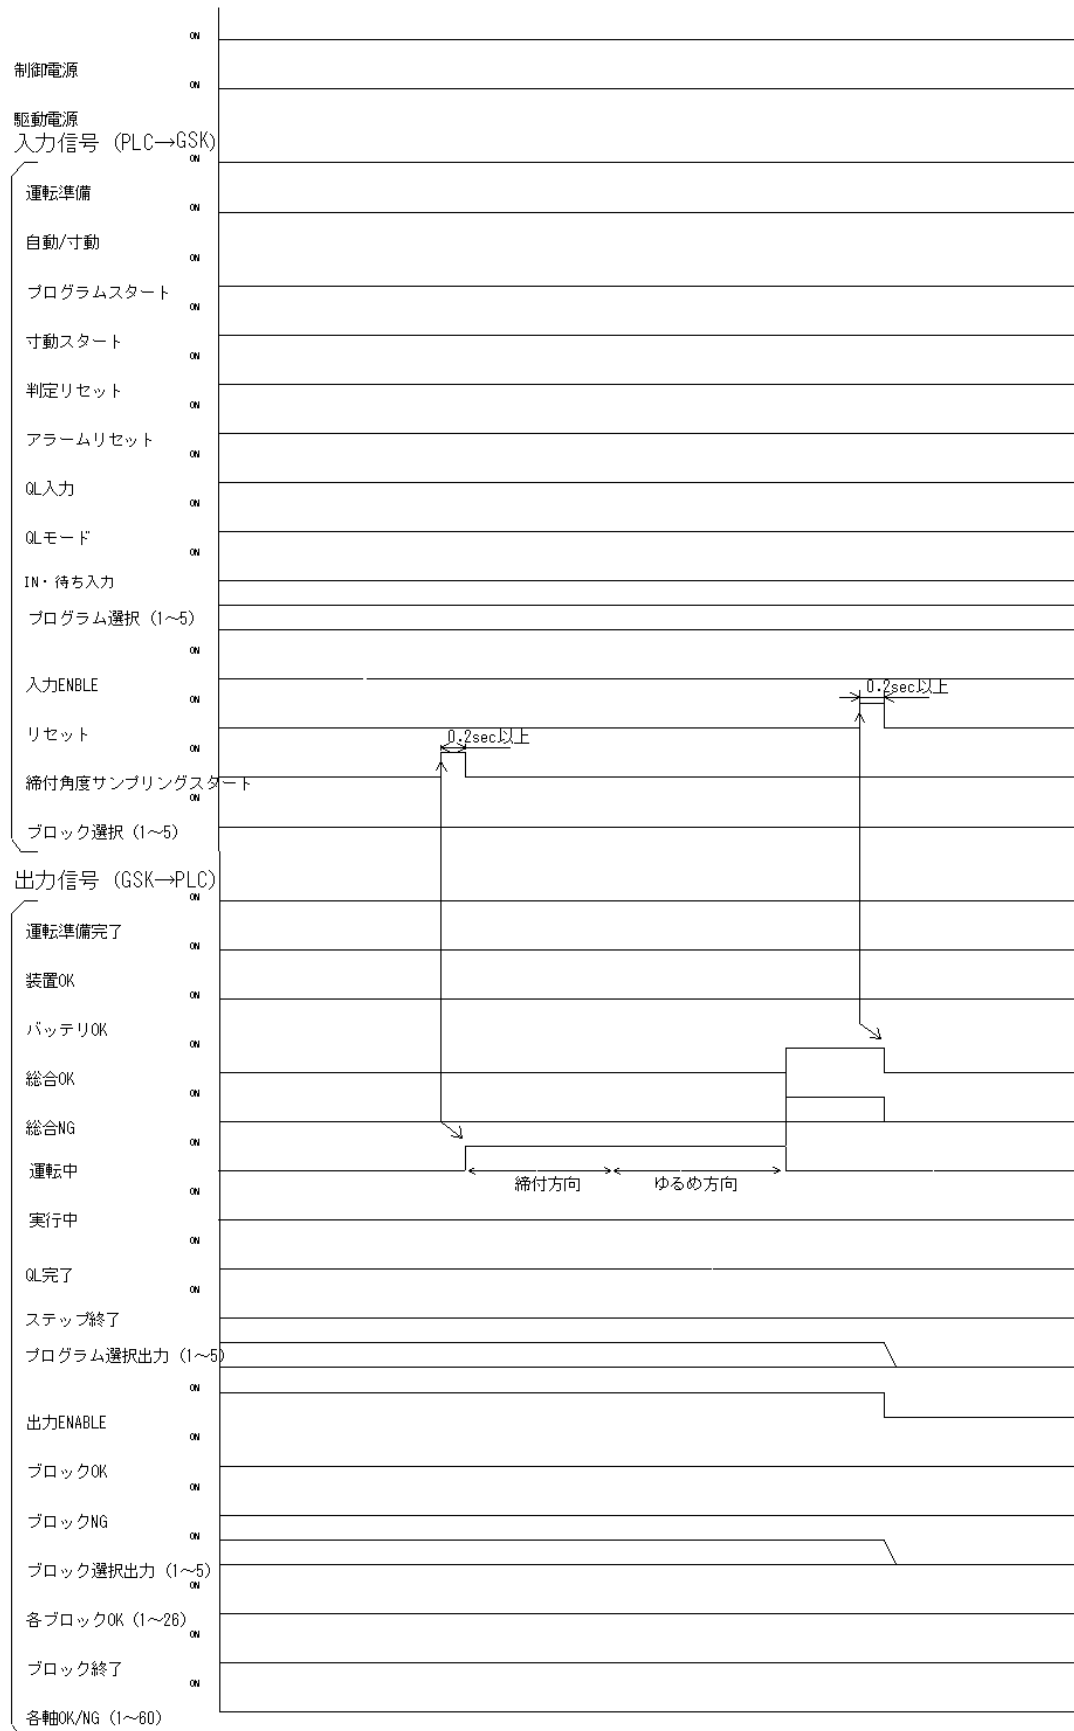 ON
制御電源
ON
駆動電源
入力信号 (PLC→GSK)
ON
運転準備
ON
自動/寸動
ON
プログラムスタート
ON
寸動スタート
ON
判定リセット
ON
アラームリセット
ON
QL入力
ON
QLモード
ON
IN・待ち入力
プログラム選択 (1～5)
ON
入力ENBLE
ON
0.2sec以上
リセット
ON
0.2sec以上
締付角度サンプリングスタート
ON
ブロック選択 (1～5)
出力信号 (GSK→PLC)
ON
運転準備完了
ON
装置OK
ON
バッテリOK
ON
総合OK
ON
総合NG
ON
運転中
締付方向 ゆるめ方向
ON
実行中
ON
QL完了
ON
ステップ終了
プログラム選択出力 (1～5)
ON
出力ENABLE
ON
ブロックOK
ON
ブロックNG
ON
ブロック選択出力 (1～5)
ON
各ブロックOK (1～26)
ON
ブロック終了
ON
各軸OK/NG (1～60)